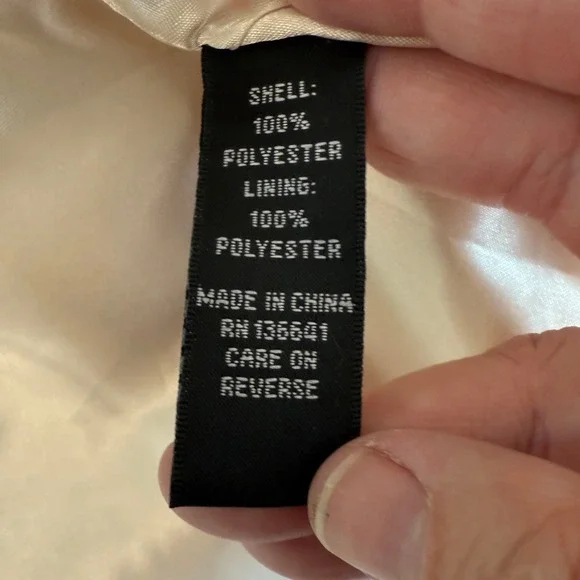 SHELL:
100%
POLYESTER
LINING:
100%
POLYESTER
MADE IN CHINA
RN 136641
CARE ON
REVERSE